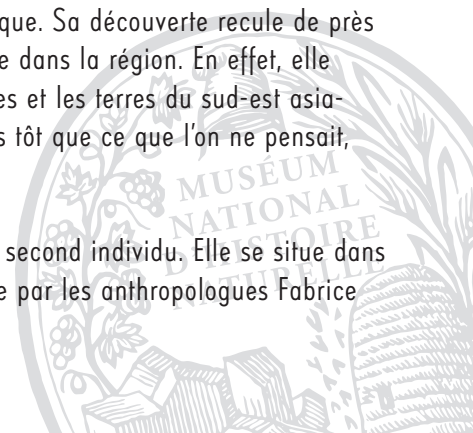 que. Sa découverte recule de près
e dans la région. En effet, elle
es et les terres du sud-est asia-
s tôt que ce que l'on ne pensait,
MUSÉUM
NATIONAL
D'HISTOIRE
NATURELLE
second individu. Elle se situe dans
e par les anthropologues Fabrice